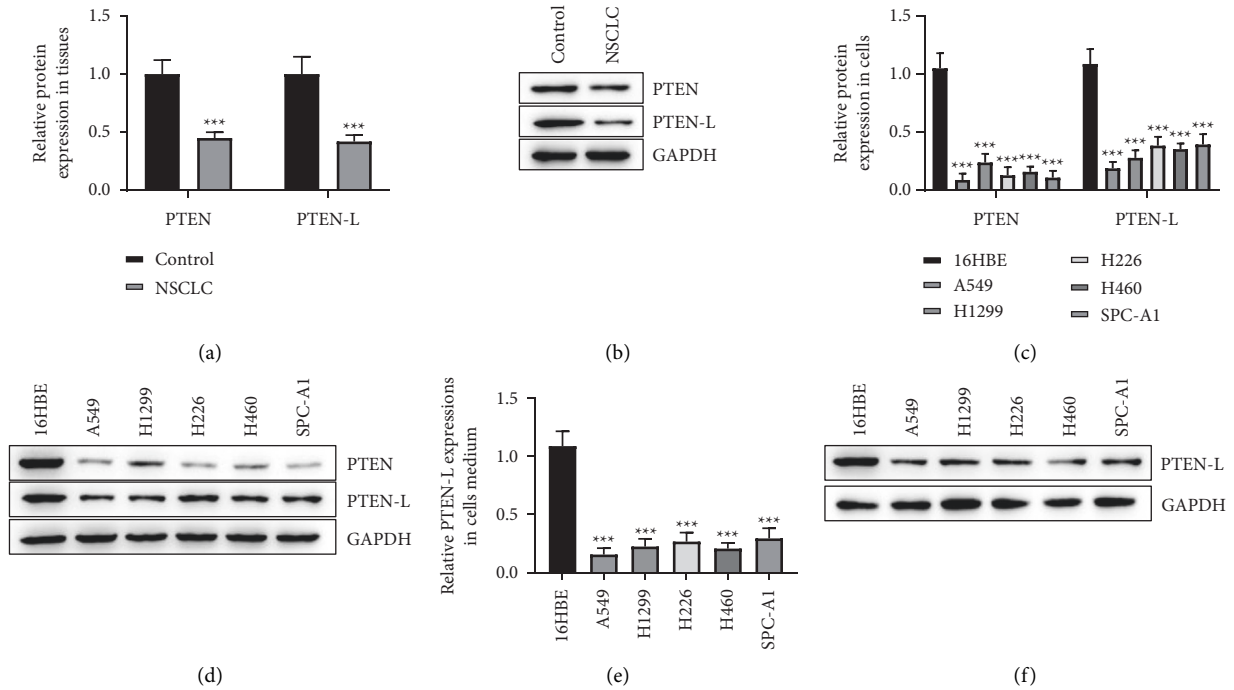 Relative protein
expression in tissues
1.5
1.0
0.5
0.0
***
***
PTEN
PTEN-L
Control
NSCLC
(a)
Control
NSCLC
PTEN
PTEN-L
GAPDH
(b)
Relative protein
expression in cells
1.5
1.0
0.5
0.0
***
***
***
***
***
***
***
***
***
***
PTEN
PTEN-L
16HBE
A549
H1299
H226
H460
SPC-A1
(c)
16HBE
A549
H1299
H226
H460
SPC-A1
PTEN
PTEN-L
GAPDH
(d)
Relative PTEN-L expressions
in cells medium
1.5
1.0
0.5
0.0
***
***
***
***
***
16HBE
A549
H1299
H226
H460
SPC-A1
(e)
16HBE
A549
H1299
H226
H460
SPC-A1
PTEN-L
GAPDH
(f)